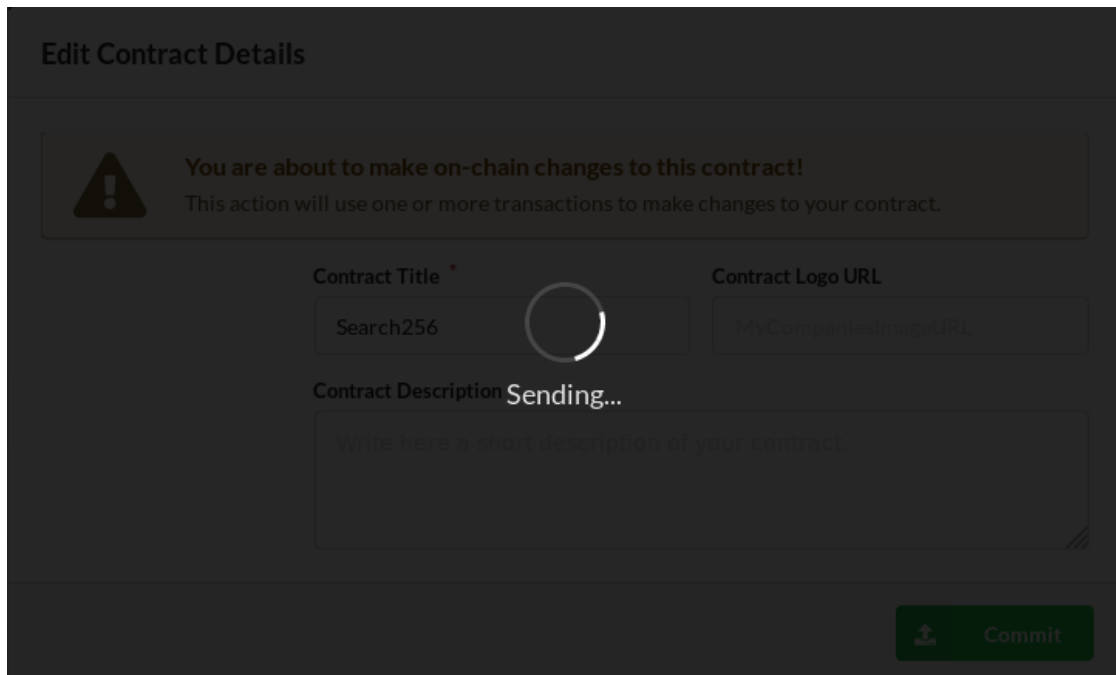 Edit Contract Details
You are about to make on-chain changes to this contract!
This action will use one or more transactions to make changes to your contract.
Contract Title *
Contract Logo URL
Search256
MyCompaniesImageURL
Contract Description
Sending...
Write here a short description of your contract.
Commit